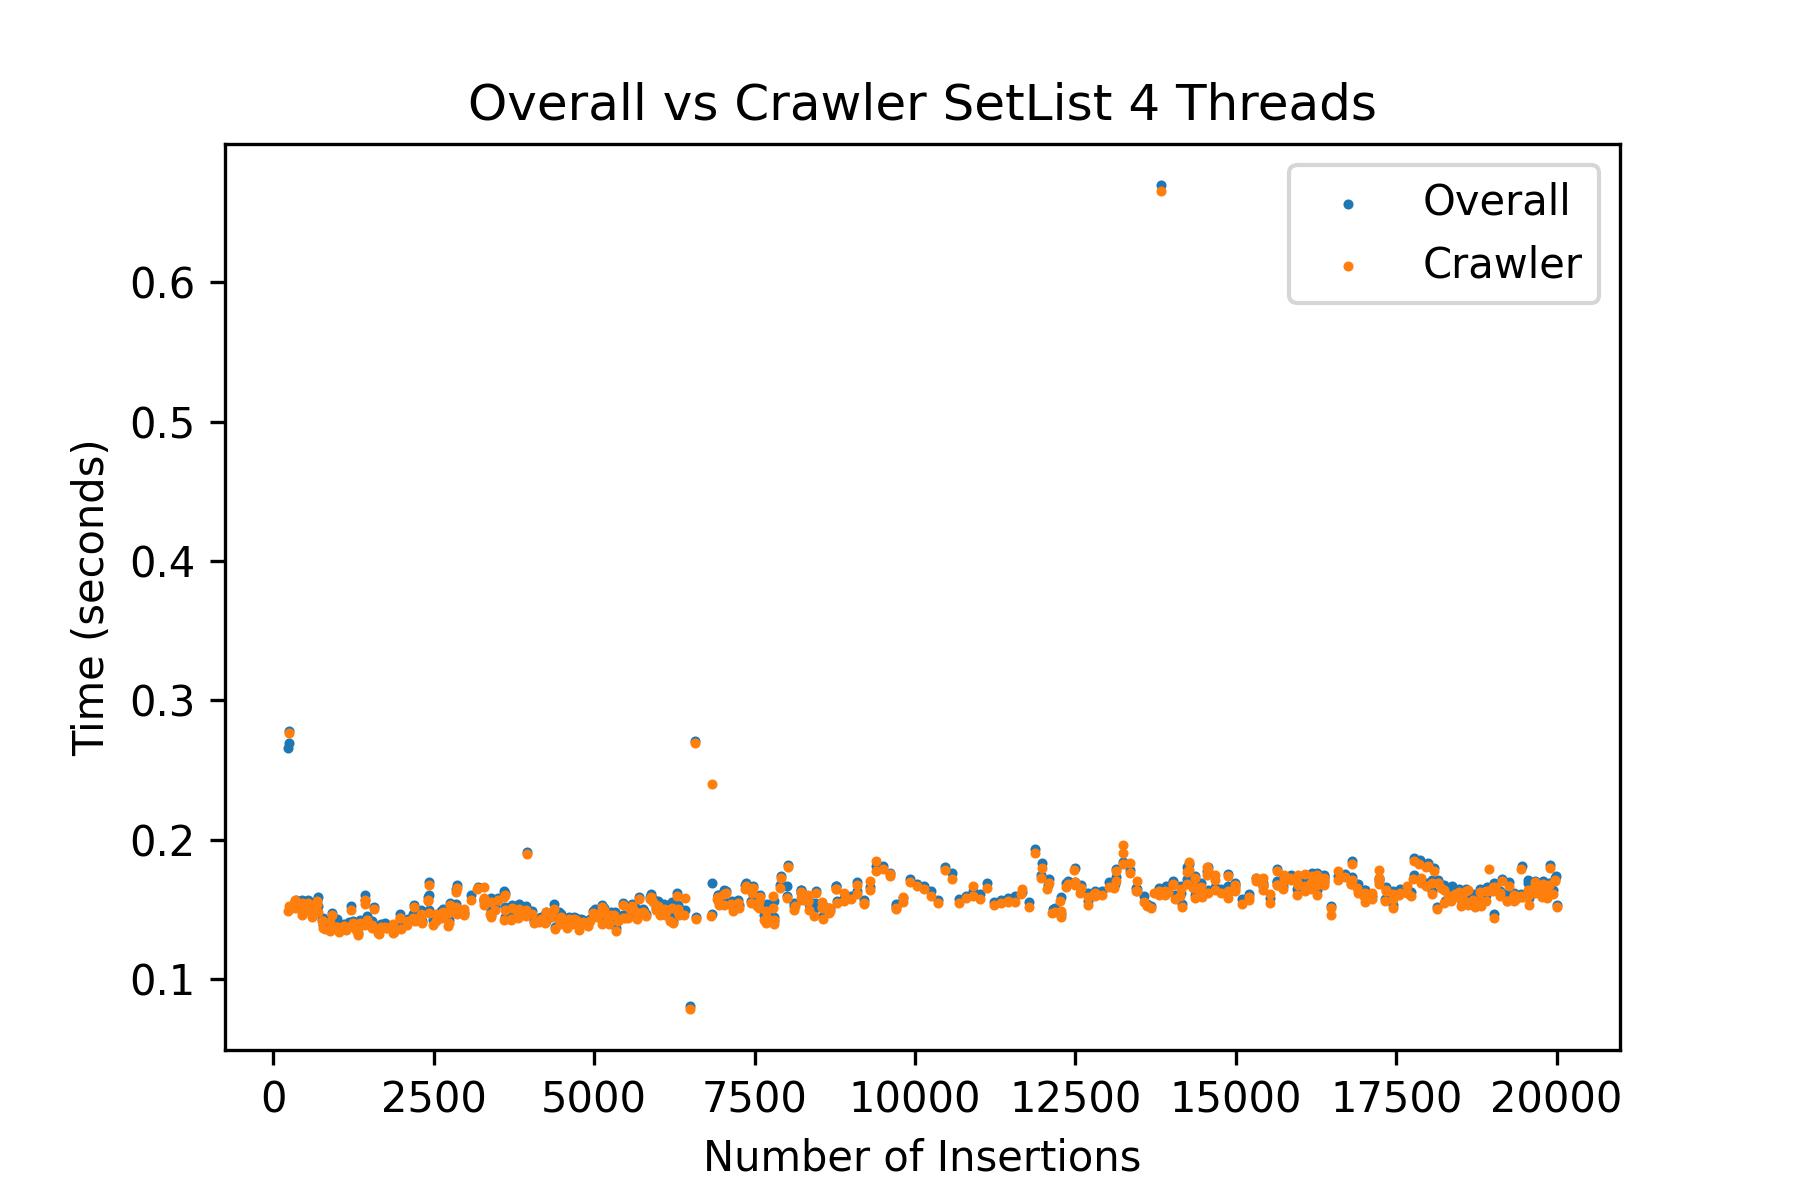 Overall vs Crawler SetList 4 Threads
Overall
Crawler
0.6
0.5
0.4
0.3
0.2
0.1
Time (seconds)
0 2500 5000 7500 10000 12500 15000 17500 20000
Number of Insertions